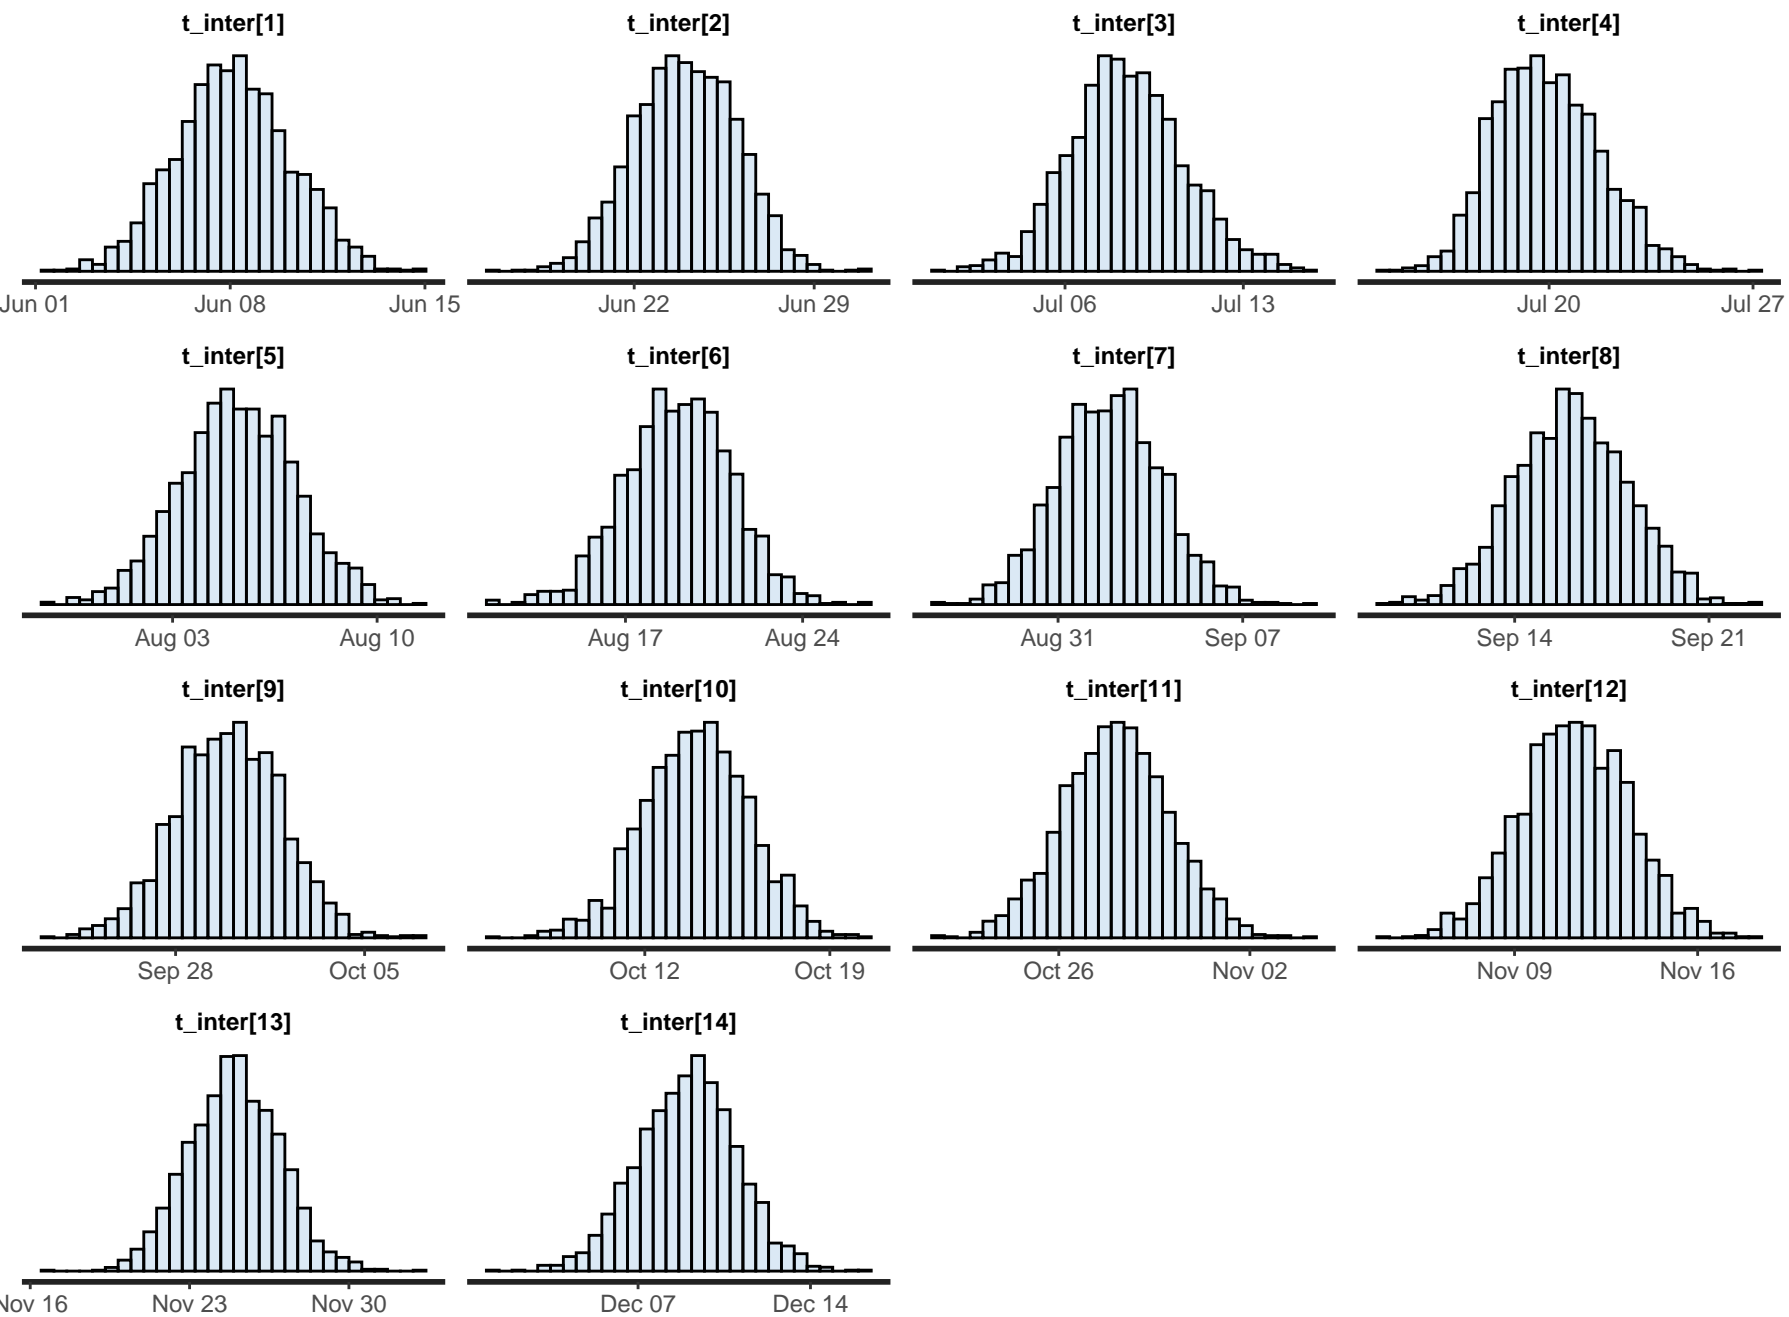 t_inter[1] t_inter[2] t_inter[3] t_inter[4]
Jun 01 Jun 08 Jun 15 Jun 22 Jun 29 Jul 06 Jul 13 Jul 20 Jul 27
t_inter[5] t_inter[6] t_inter[7] t_inter[8]
Aug 03 Aug 10 Aug 17 Aug 24 Aug 31 Sep 07 Sep 14 Sep 21
t_inter[9] t_inter[10] t_inter[11] t_inter[12]
Sep 28 Oct 05 Oct 12 Oct 19 Oct 26 Nov 02 Nov 09 Nov 16
t_inter[13] t_inter[14]
Nov 16 Nov 23 Nov 30 Dec 07 Dec 14